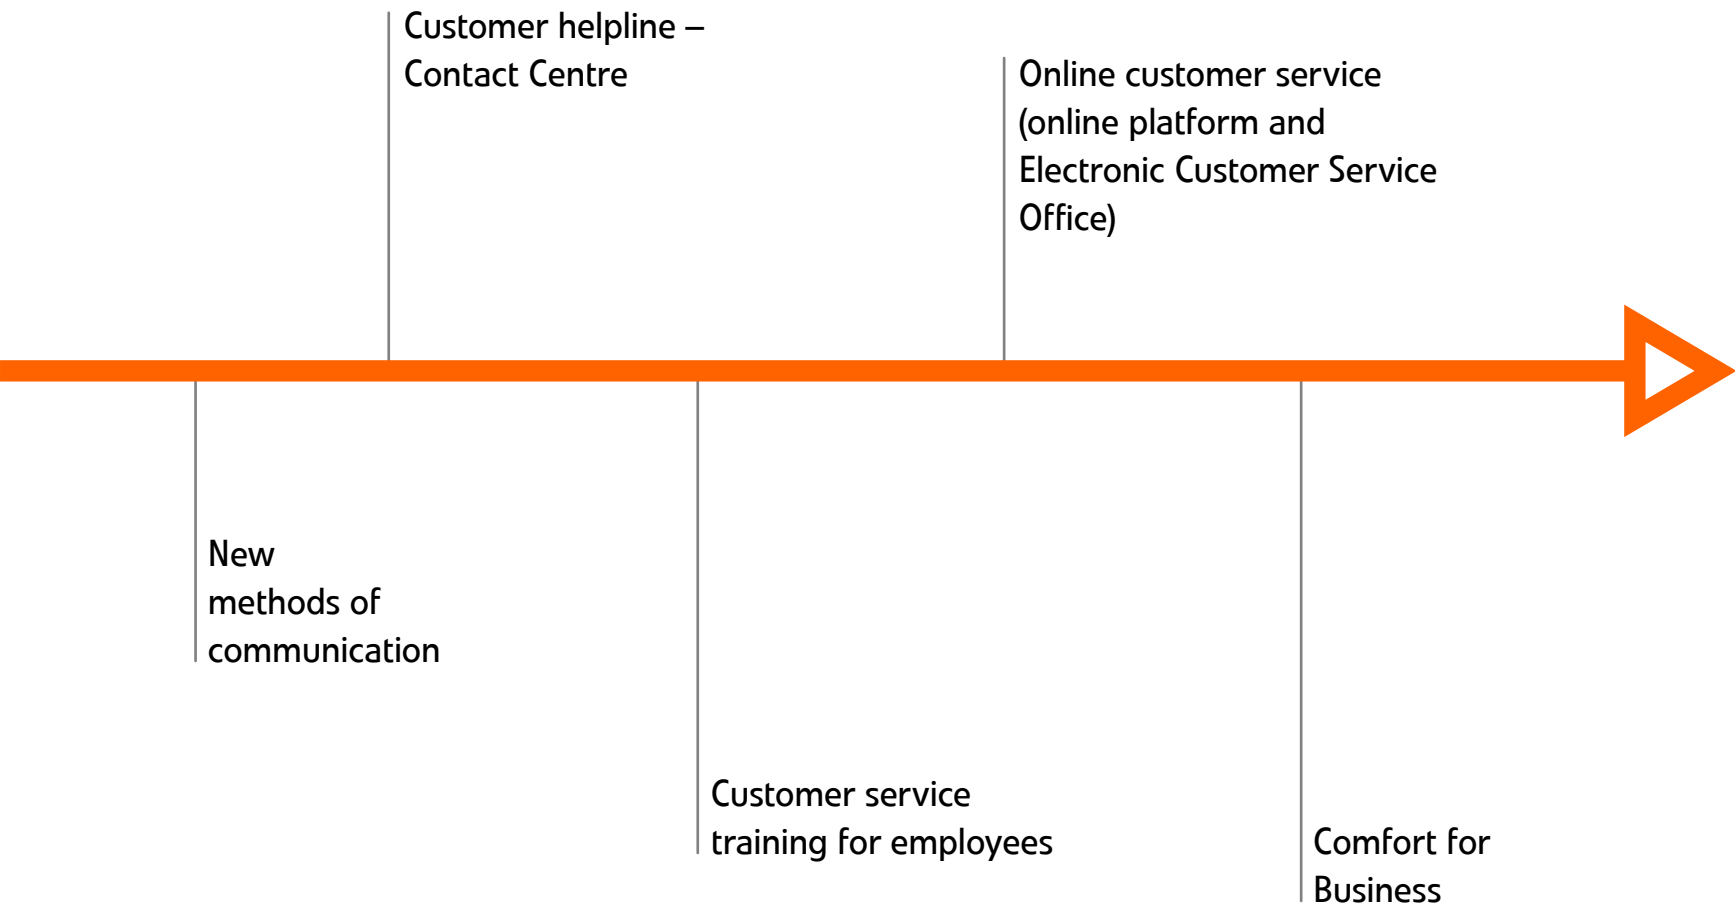 Customer helpline –
Contact Centre
Online customer service
(online platform and
Electronic Customer Service
Office)
New
methods of
communication
Customer service
training for employees
Comfort for
Business